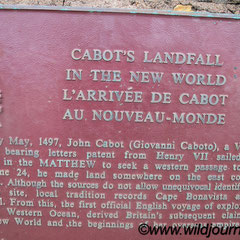 CABOT'S LANDFALL
IN THE NEW WORLD
L'ARRIVÉE DE CABOT
AU NOUVEAU-MONDE
May, 1497, John Cabot (Giovanni Caboto), a
bearing letters patent from Henry VII sailed
in the MATTHEW to seek a western passage to
ne 24, he made land somewhere on the east co
. Although the sources do not allow unequivocal identifi
site, local tradition records Cape Bonavista a
l. From this, the first official English voyage of explo
Western Ocean, derived Britain's subsequent claim
ew World and the beginnings of
© www.wildjourn